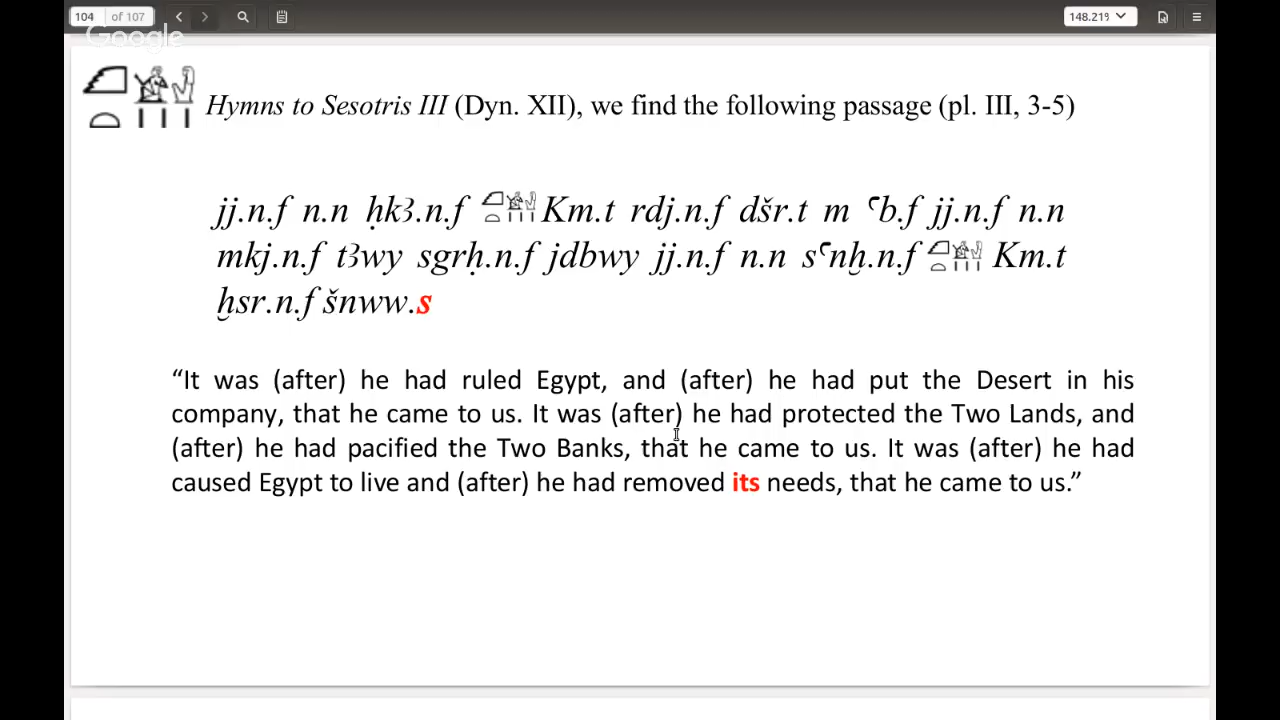 104 of 107
148.219
Google
Hymns to Sesotris III (Dyn. XII), we find the following passage (pl. III, 3-5)
jj.n.f n.n ḥkȝ.n.f Km.t rdj.n.f dšr.t m ꜥb.f jj.n.f n.n
mkj.n.f tȝwy sgrḥ.n.f jdbwy jj.n.f n.n sꜥnḫ.n.f Km.t
ḫsr.n.f šnww.s
“It was (after) he had ruled Egypt, and (after) he had put the Desert in his
company, that he came to us. It was (after) he had protected the Two Lands, and
(after) he had pacified the Two Banks, that he came to us. It was (after) he had
caused Egypt to live and (after) he had removed its needs, that he came to us.”